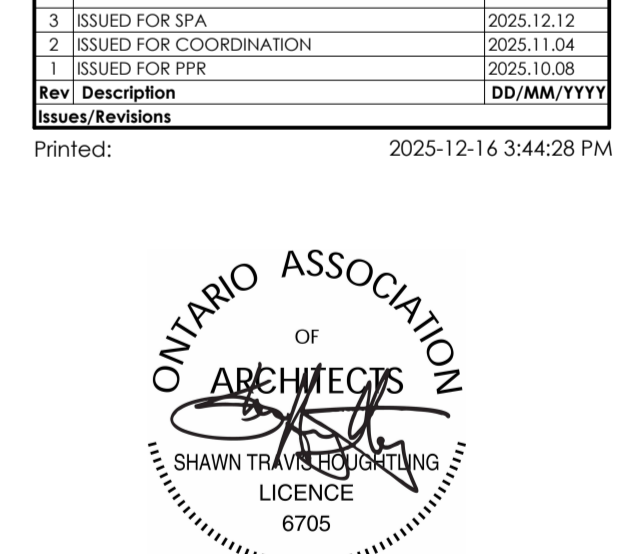 3 ISSUED FOR SPA 2025.12.12
2 ISSUED FOR COORDINATION 2025.11.04
1 ISSUED FOR PPR 2025.10.08
Rev Description DD/MM/YYYY
Issues/Revisions
Printed: 2025-12-16 3:44:28 PM
ONTARIO ASSOCIATION
OF
ARCHITECTS
SHAWN TRAVIS HOUGHTLING
LICENCE
6705